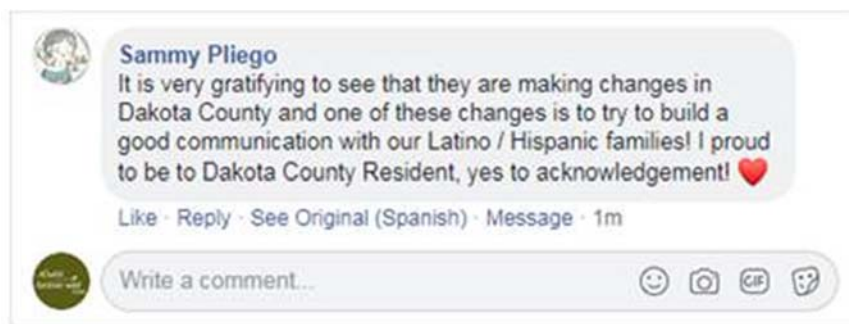 Sammy Pliego
It is very gratifying to see that they are making changes in
Dakota County and one of these changes is to try to build a
good communication with our Latino / Hispanic families! I proud
to be to Dakota County Resident, yes to acknowledgement! ❤️
Like · Reply · See Original (Spanish) · Message · 1m
Write a comment...
GIF